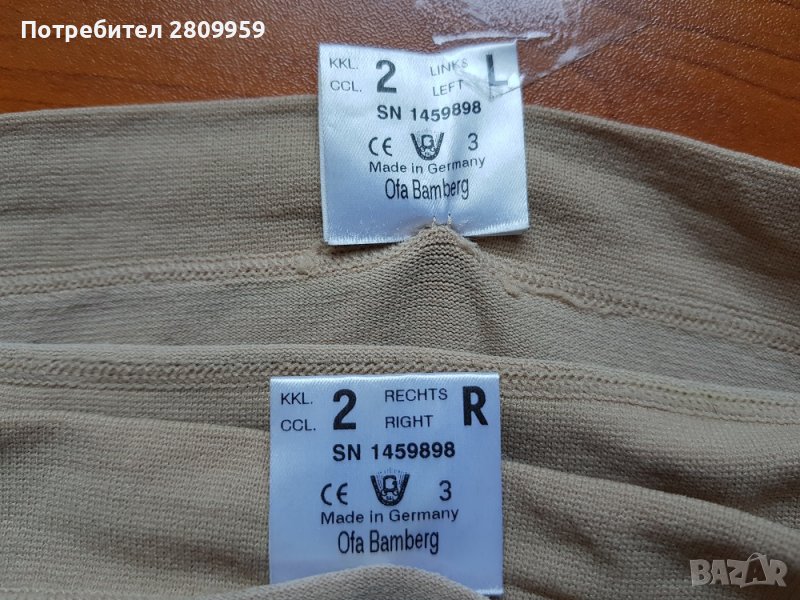 Потребител 2809959
KKL. 2 LINKS L
CCL. LEFT
SN 1459898
CE 3
Made in Germany
Ofa Bamberg
KKL. 2 RECHTS R
CCL. RIGHT
SN 1459898
CE 3
Made in Germany
Ofa Bamberg
BAZAR